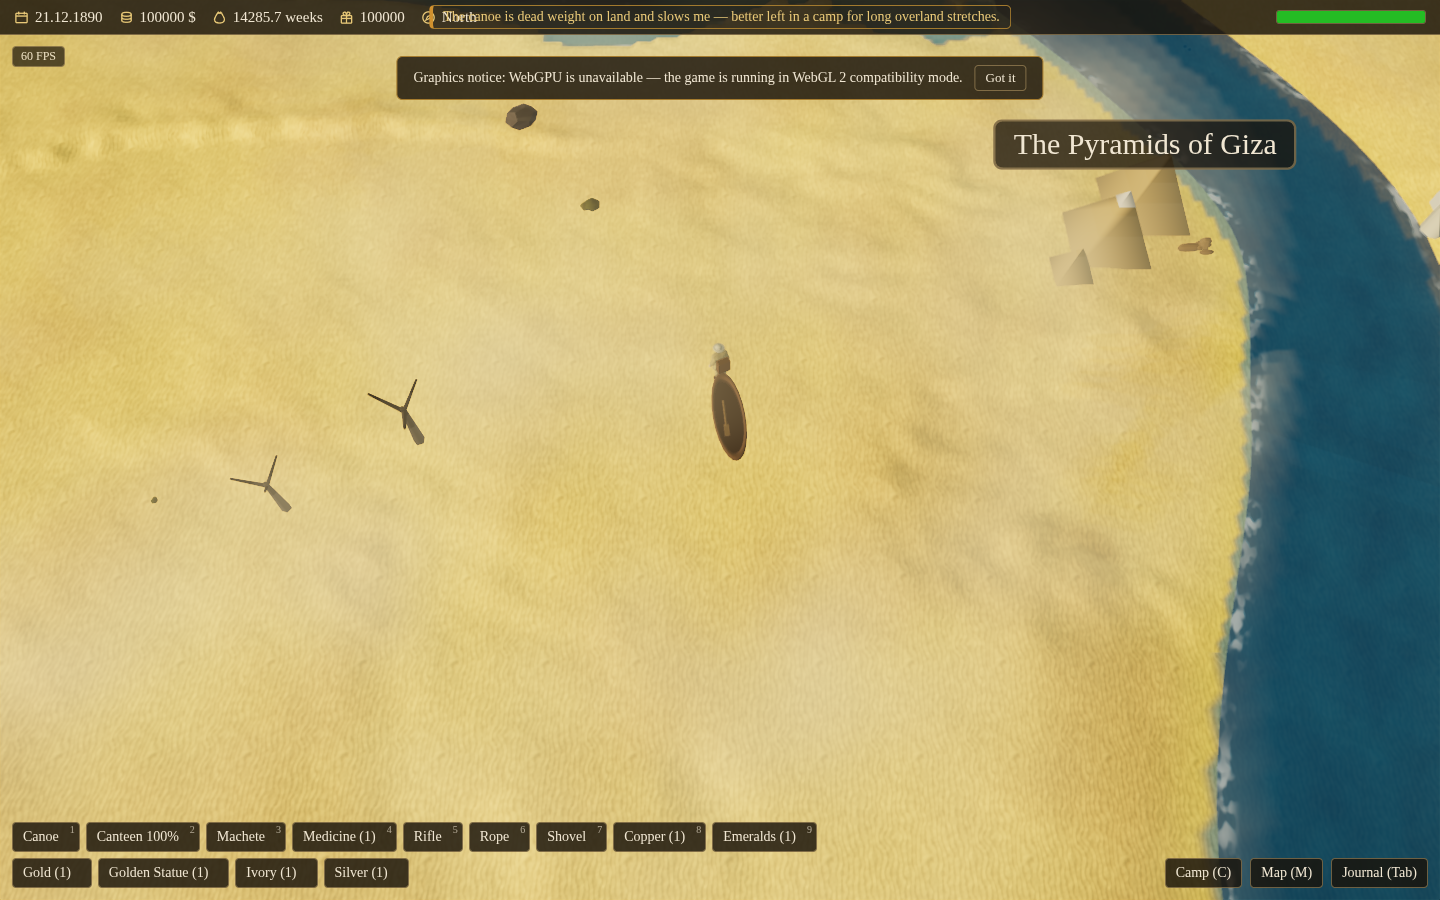 21.12.1890 100000 $ 14285.7 weeks 100000 North
The canoe is dead weight on land and slows me — better left in a camp for long overland stretches.
60 FPS
Graphics notice: WebGPU is unavailable — the game is running in WebGL 2 compatibility mode. Got it
The Pyramids of Giza
Canoe 1 Canteen 100% 2 Machete 3 Medicine (1) 4 Rifle 5 Rope 6 Shovel 7 Copper (1) 8 Emeralds (1) 9
Gold (1) Golden Statue (1) Ivory (1) Silver (1) Camp (C) Map (M) Journal (Tab)